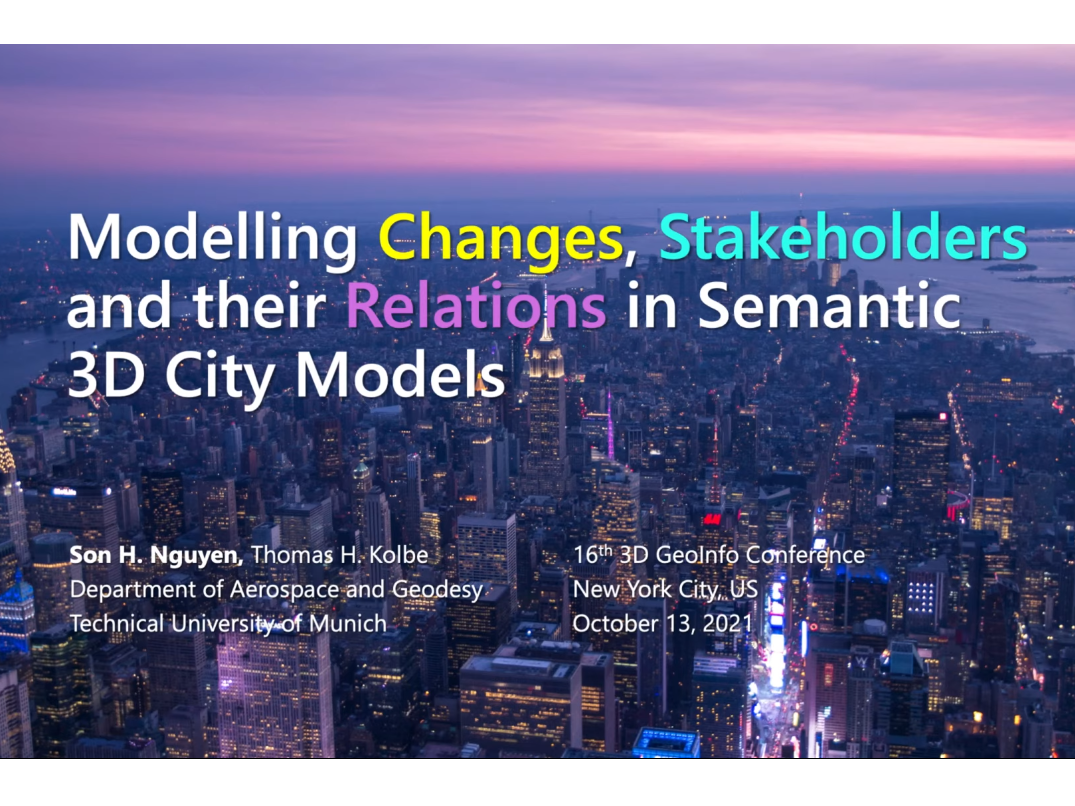 Modelling Changes, Stakeholders
and their Relations in Semantic
3D City Models
Son H. Nguyen, Thomas H. Kolbe
Department of Aerospace and Geodesy
Technical University of Munich
16th 3D GeoInfo Conference
New York City, US
October 13, 2021
MetLife
H&M